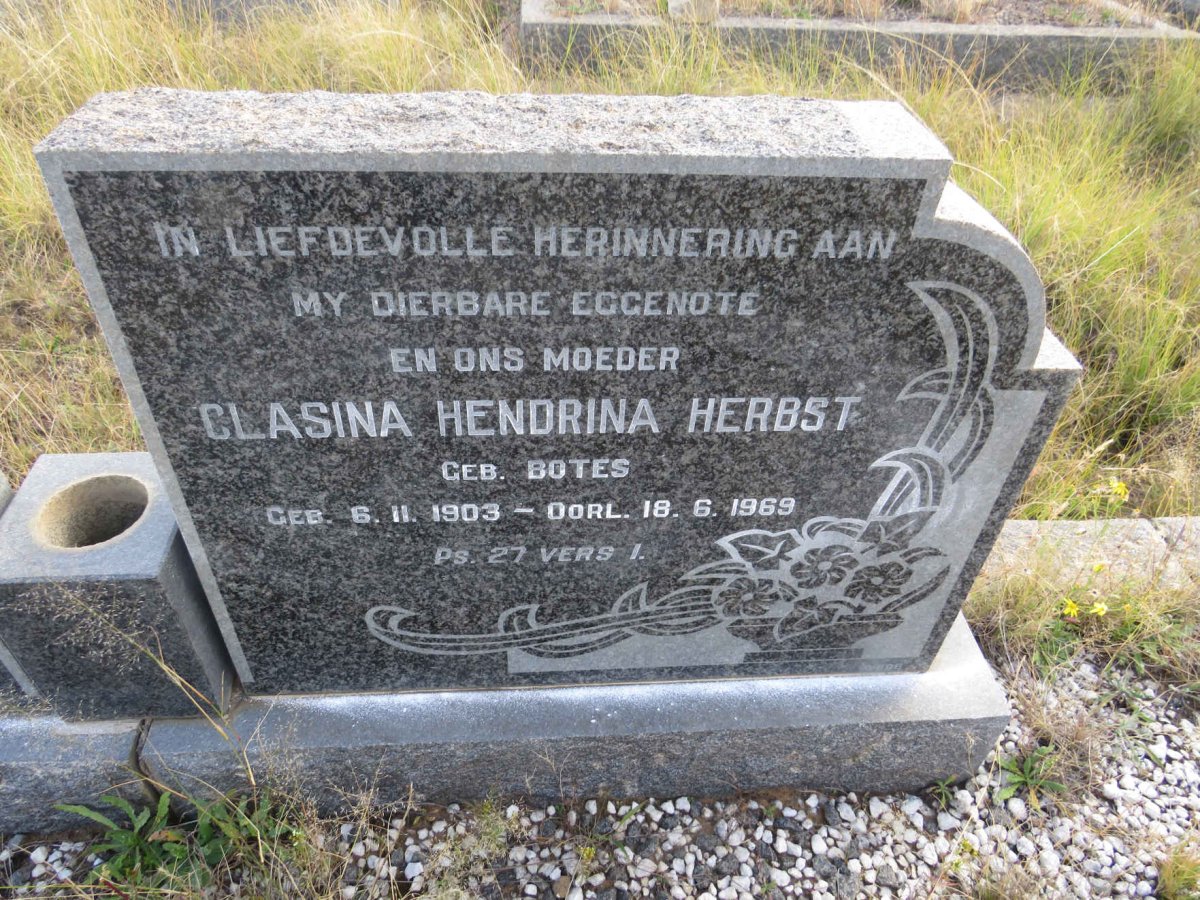 IN LIEFDEVOLLE HERINNERING AAN
MY DIERBARE EGGENOTE
EN ONS MOEDER
CLASINA HENDRINA HERBST
GEB. BOTES
GEB. 6. 11. 1903 – OORL. 18. 6. 1969
PS. 27 VERS 1.